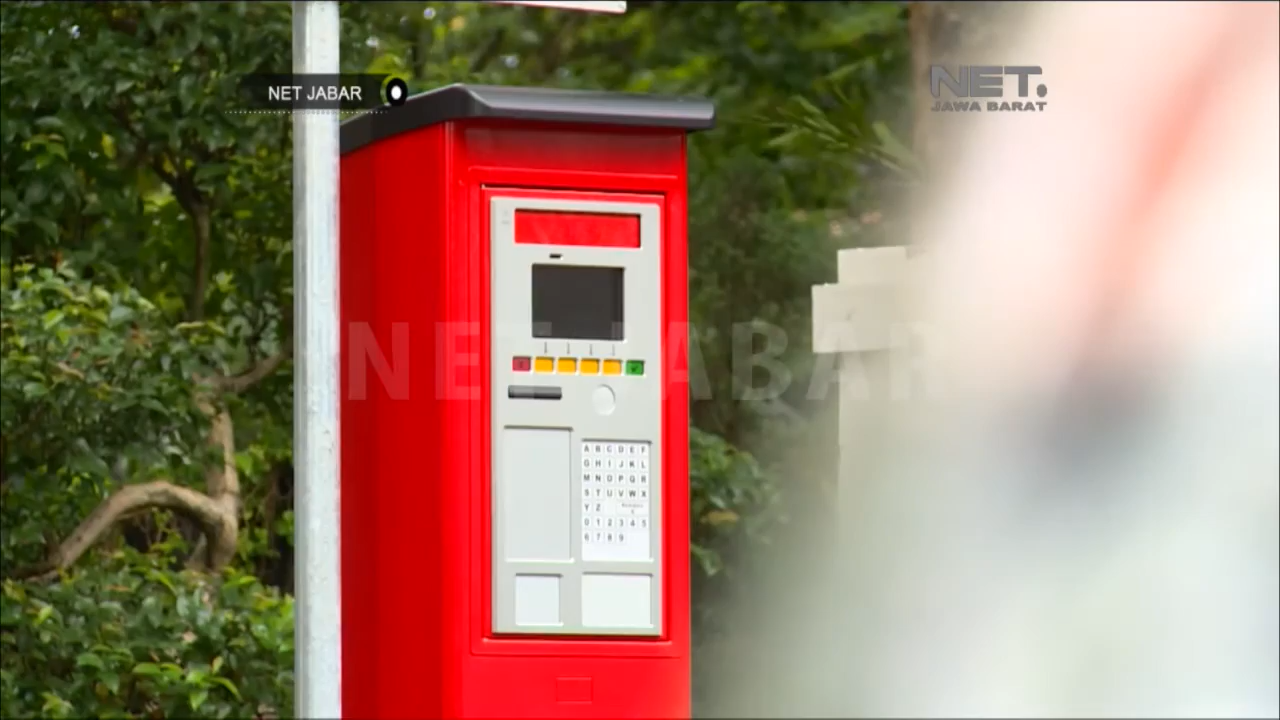 NET JABAR
NET.
JAWA BARAT
NET JABAR
A B C D E F
G H I J K L
M N O P Q R
S T U V W X
Y Z
0 1 2 3 4 5
6 7 8 9